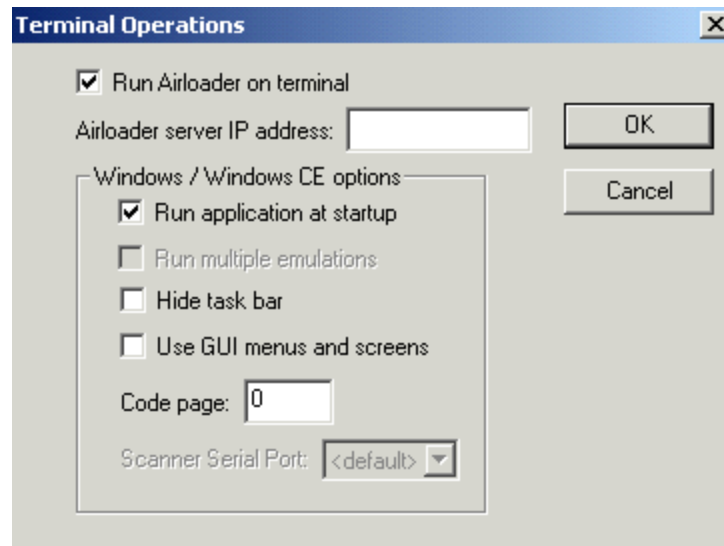 Terminal Operations
Run Airloader on terminal
Airloader server IP address:
OK
Windows / Windows CE options
Cancel
Run application at startup
Run multiple emulations
Hide task bar
Use GUI menus and screens
Code page: 0
Scanner Serial Port: <default>